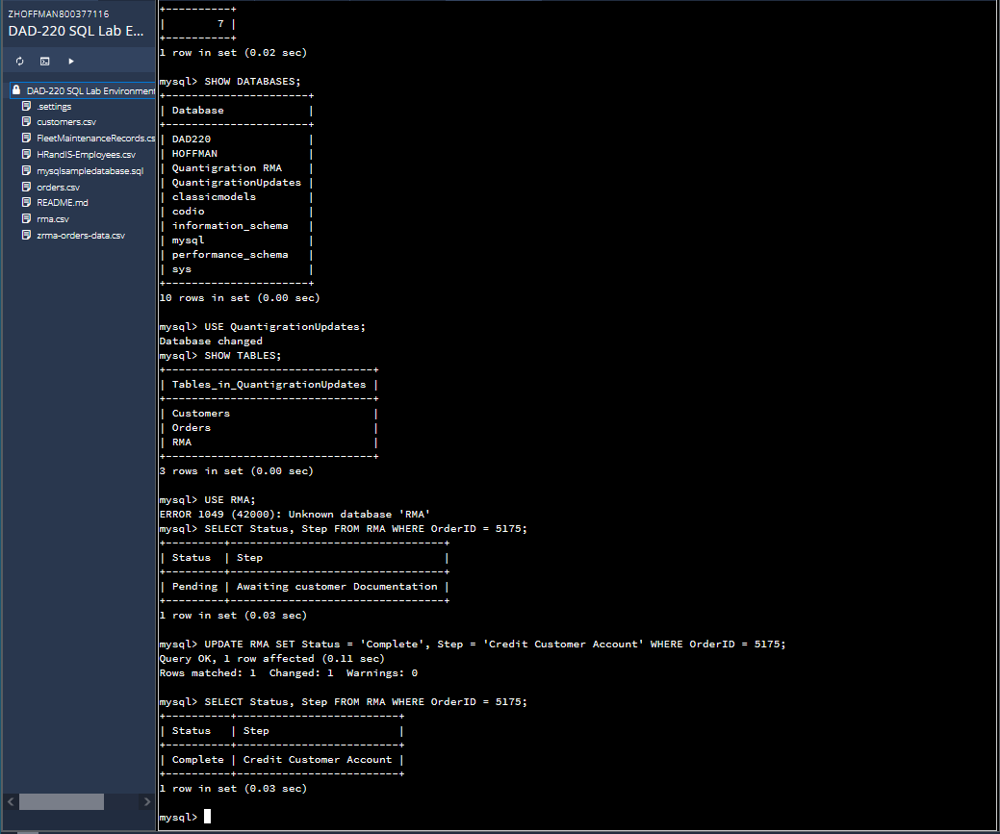 ZHOFFMAN800377116
DAD-220 SQL Lab E...
DAD-220 SQL Lab Environment
.settings
customers.csv
FleetMaintenanceRecords.cs
HRandIS-Employees.csv
mysqlsampledatabase.sql
orders.csv
README.md
rma.csv
zrma-orders-data.csv
+----------+
|        7 |
+----------+
1 row in set (0.02 sec)
mysql> SHOW DATABASES;
+----------------------+
| Database             |
+----------------------+
| DAD220               |
| HOFFMAN              |
| Quantigration RMA    |
| QuantigrationUpdates |
| classicmodels        |
| codio                |
| information_schema   |
| mysql                |
| performance_schema   |
| sys                  |
+----------------------+
10 rows in set (0.00 sec)
mysql> USE QuantigrationUpdates;
Database changed
mysql> SHOW TABLES;
+--------------------------------+
| Tables_in_QuantigrationUpdates |
+--------------------------------+
| Customers                      |
| Orders                         |
| RMA                            |
+--------------------------------+
3 rows in set (0.00 sec)
mysql> USE RMA;
ERROR 1049 (42000): Unknown database 'RMA'
mysql> SELECT Status, Step FROM RMA WHERE OrderID = 5175;
+---------+---------------------------------+
| Status  | Step                            |
+---------+---------------------------------+
| Pending | Awaiting customer Documentation |
+---------+---------------------------------+
1 row in set (0.03 sec)
mysql> UPDATE RMA SET Status = 'Complete', Step = 'Credit Customer Account' WHERE OrderID = 5175;
Query OK, 1 row affected (0.11 sec)
Rows matched: 1  Changed: 1  Warnings: 0
mysql> SELECT Status, Step FROM RMA WHERE OrderID = 5175;
+----------+-------------------------+
| Status   | Step                    |
+----------+-------------------------+
| Complete | Credit Customer Account |
+----------+-------------------------+
1 row in set (0.03 sec)
mysql>